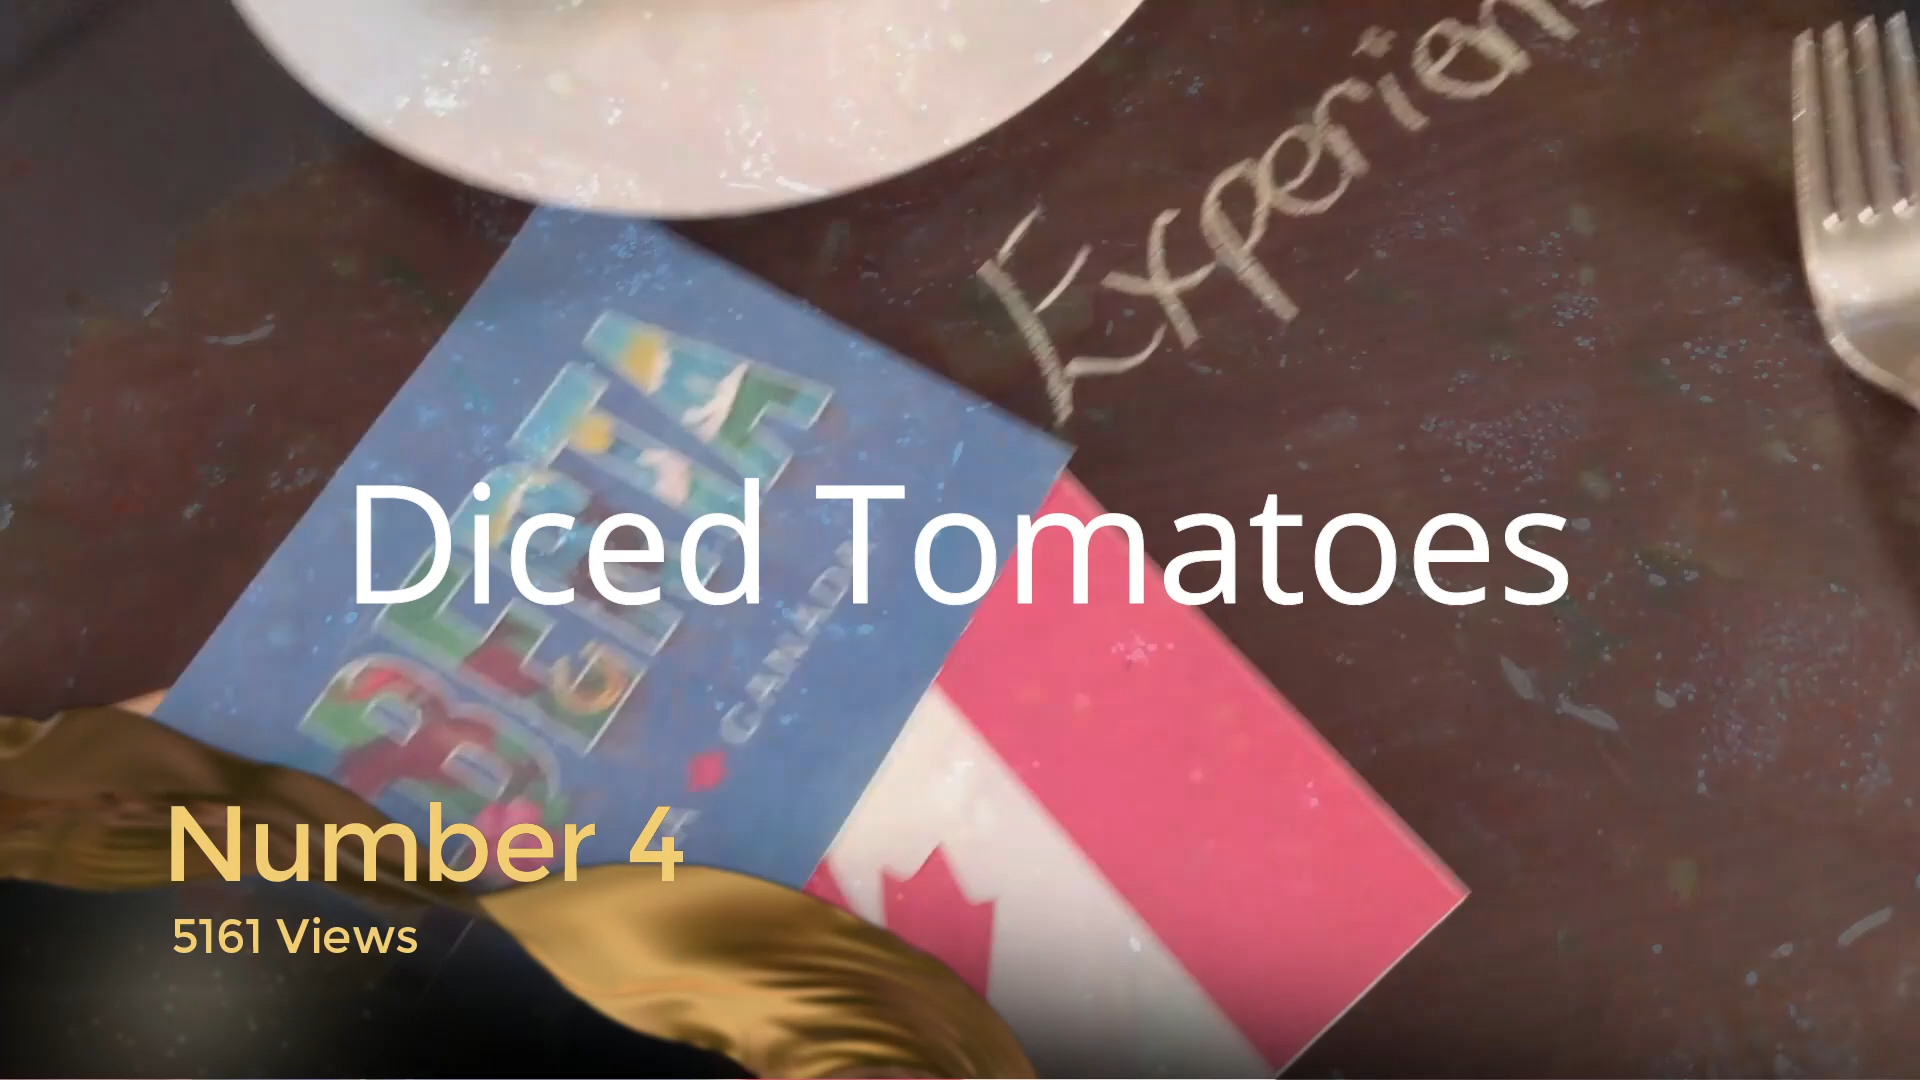 Experien
CANADA
Diced Tomatoes
Number 4
5161 Views